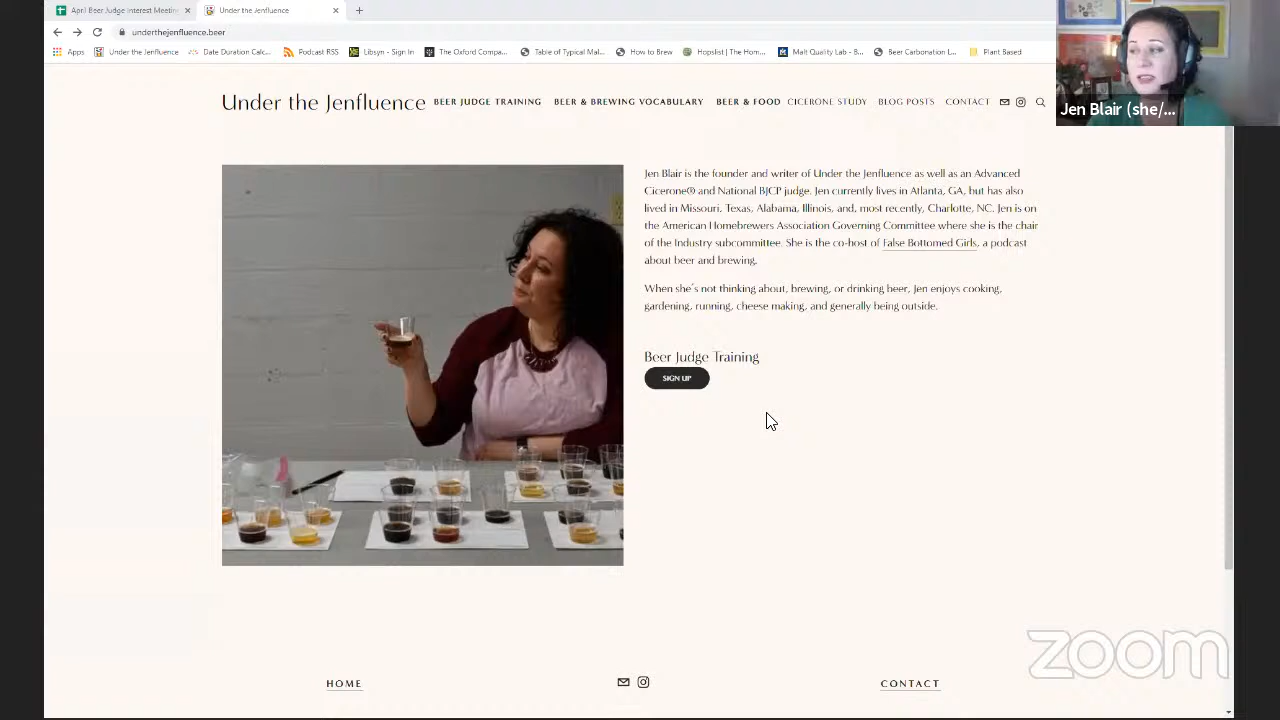 April Beer Judge Interest Meetin
Under the Jenfluence
underthejenfluence.beer
Apps
Under the Jenfluence
Date Duration Calc...
Podcast RSS
Libsyn - Sign In
The Oxford Compa...
Table of Typical Mal...
How to Brew
Hopslist | The Hom...
Malt Quality Lab - B...
Beer Carbonation L...
Plant Based
Jen Blair (she/...
Under the Jenfluence
BEER JUDGE TRAINING
BEER & BREWING VOCABULARY
BEER & FOOD
CICERONE STUDY
BLOG POSTS
CONTACT
Jen Blair is the founder and writer of Under the Jenfluence as well as an Advanced
Cicerone® and National BJCP judge. Jen currently lives in Atlanta, GA, but has also
lived in Missouri, Texas, Alabama, Illinois, and, most recently, Charlotte, NC. Jen is on
the American Homebrewers Association Governing Committee where she is the chair
of the Industry subcommittee. She is the co-host of False Bottomed Girls, a podcast
about beer and brewing.
When she's not thinking about, brewing, or drinking beer, Jen enjoys cooking,
gardening, running, cheese making, and generally being outside.
Beer Judge Training
SIGN UP
zoom
HOME
CONTACT